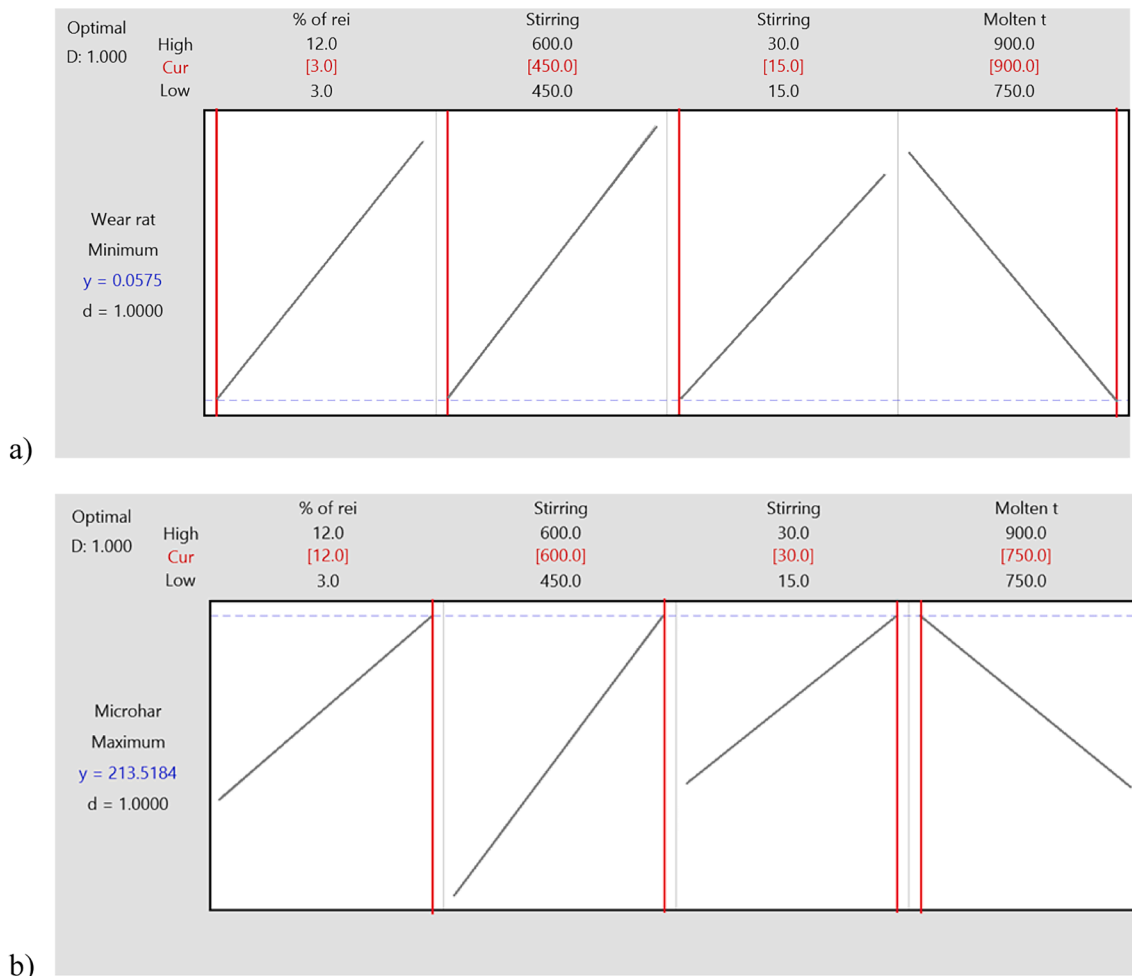 Optimal
D: 1.000
% of rei Stirring Stirring Molten t
High 12.0 600.0 30.0 900.0
Cur [3.0] [450.0] [15.0] [900.0]
Low 3.0 450.0 15.0 750.0
Wear rat
Minimum
y = 0.0575
d = 1.0000
a)
Optimal
D: 1.000
% of rei Stirring Stirring Molten t
High 12.0 600.0 30.0 900.0
Cur [12.0] [600.0] [30.0] [750.0]
Low 3.0 450.0 15.0 750.0
Microhar
Maximum
y = 213.5184
d = 1.0000
b)